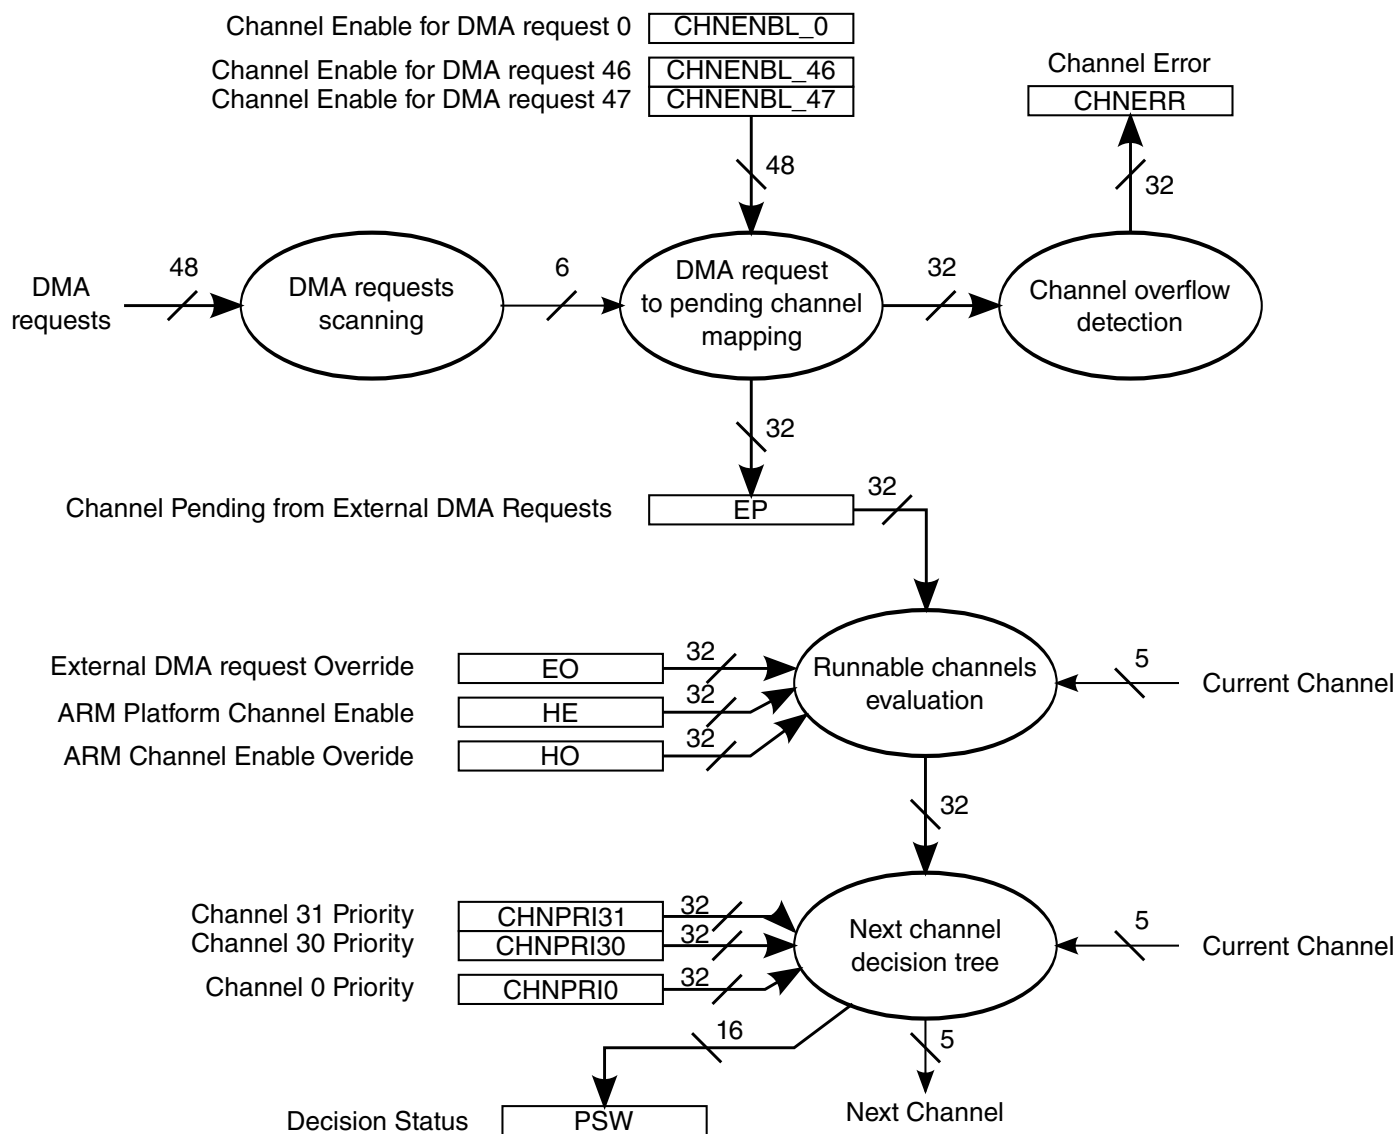 Channel Enable for DMA request 0 CHNENBL_0
Channel Enable for DMA request 46 CHNENBL_46
Channel Enable for DMA request 47 CHNENBL_47
Channel Error
CHNERR
48
32
DMA
requests
48
DMA requests
scanning
6
DMA request
to pending channel
mapping
32
Channel overflow
detection
32
Channel Pending from External DMA Requests EP 32
External DMA request Override EO 32
ARM Platform Channel Enable HE 32
ARM Channel Enable Overide HO 32
Runnable channels
evaluation
5
Current Channel
32
Channel 31 Priority CHNPRI31 32
Channel 30 Priority CHNPRI30 32
Channel 0 Priority CHNPRI0 32
Next channel
decision tree
5
Current Channel
16
5
Decision Status PSW
Next Channel